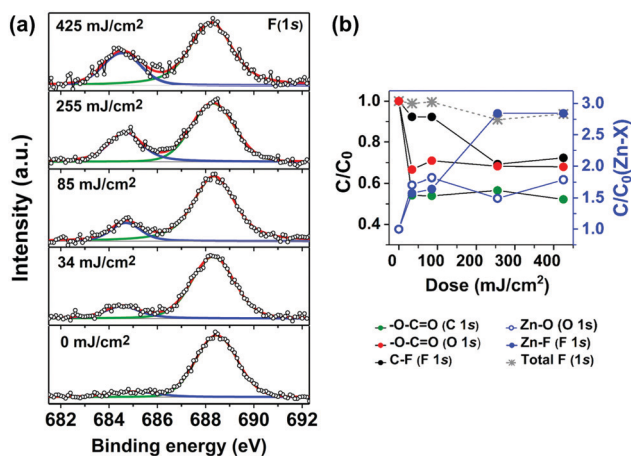 (a)
425 mJ/cm²
F(1s)
255 mJ/cm²
85 mJ/cm²
34 mJ/cm²
0 mJ/cm²
Intensity (a.u.)
682 684 686 688 690 692
Binding energy (eV)
(b)
1.0
0.8
0.6
0.4
C/C₀
3.0
2.5
2.0
1.5
1.0
C/C₀(Zn-X)
0 100 200 300 400
Dose (mJ/cm²)
-O-C=O (C 1s) Zn-O (O 1s)
-O-C=O (O 1s) Zn-F (F 1s)
C-F (F 1s) Total F (1s)